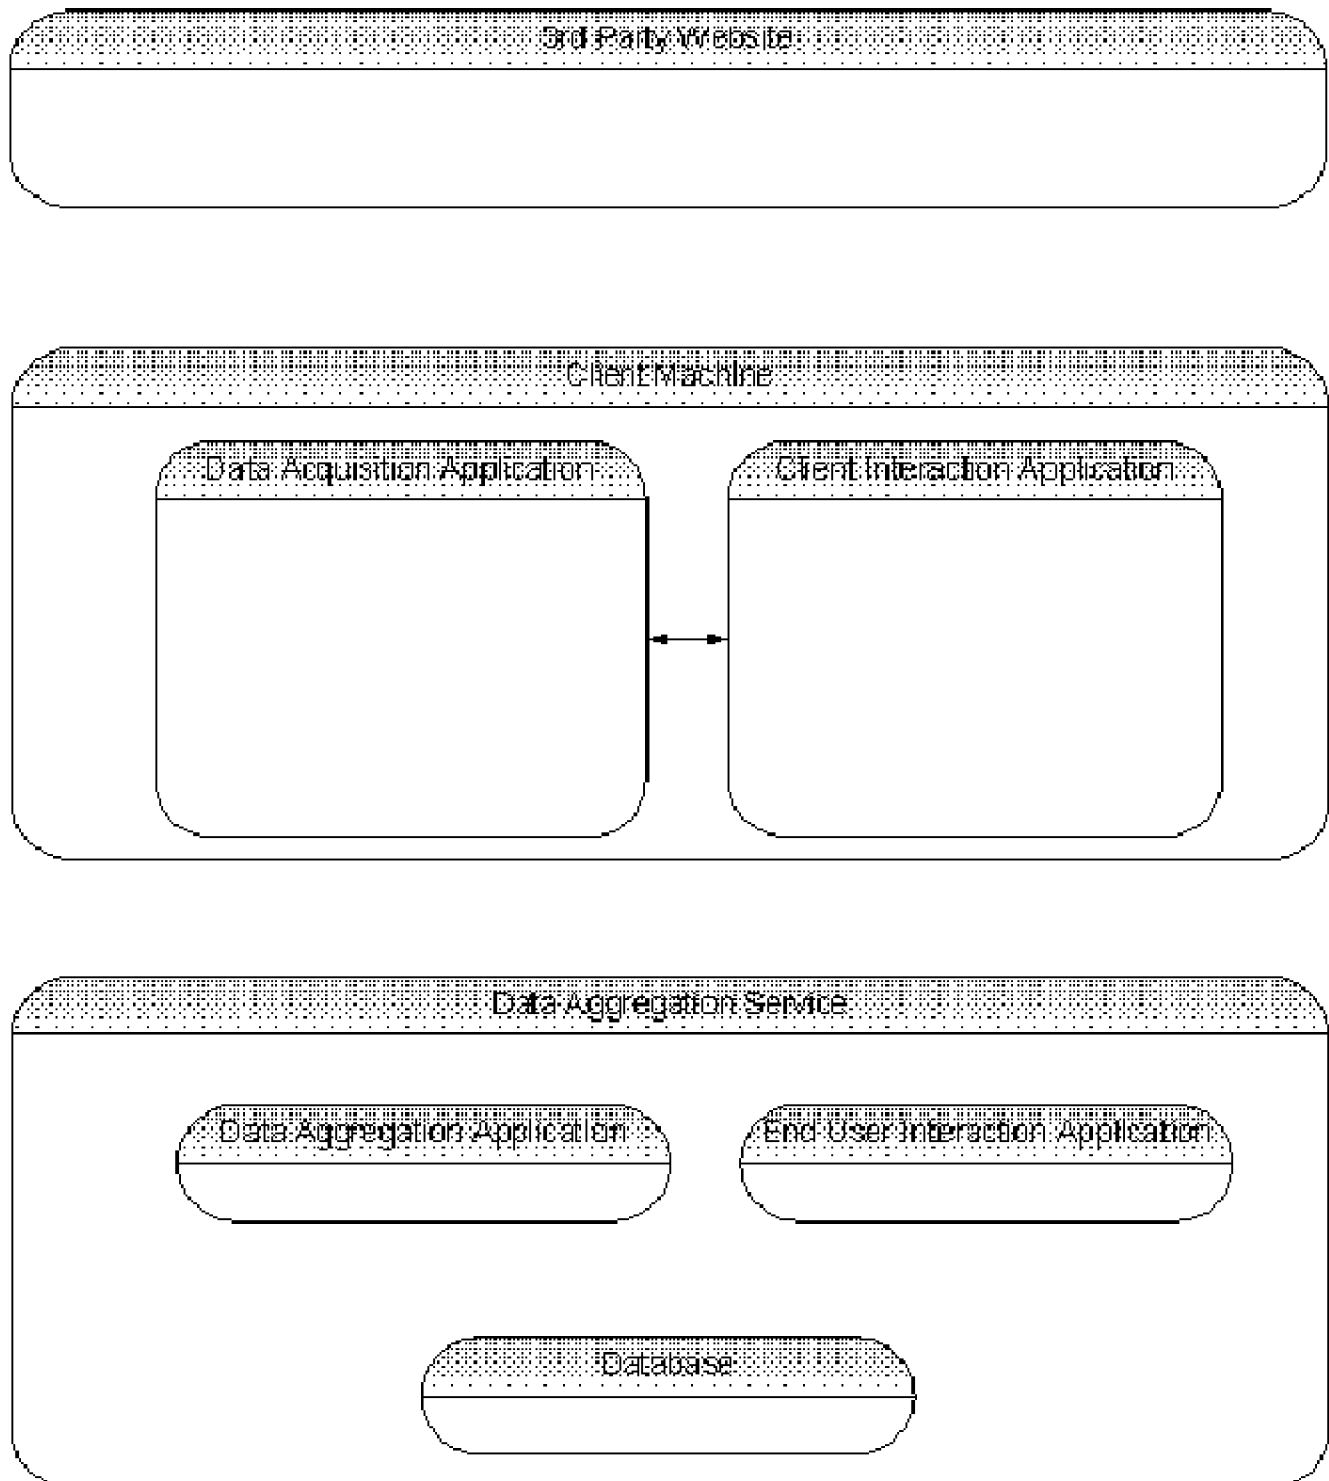 3rd Party Website
Client Machine
Data Acquisition Application
Client Interaction Application
Data Aggregation Service
Data Aggregation Application
End User Interaction Application
Database